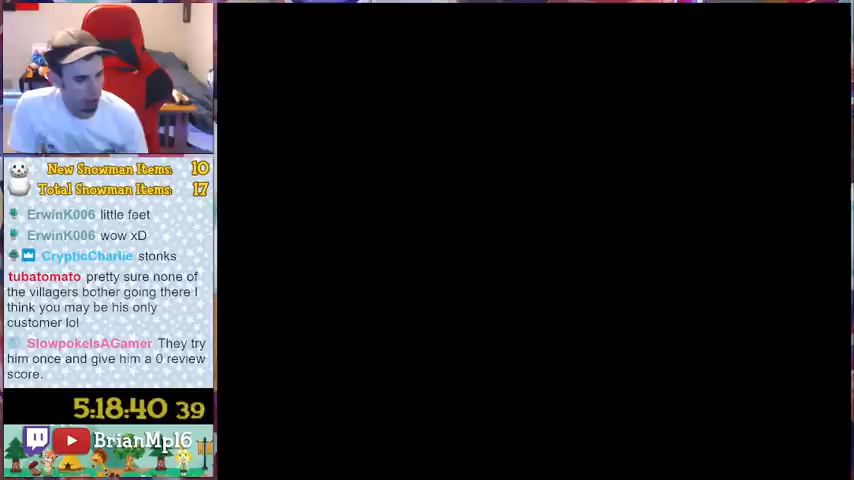 New Snowman Items: 10
Total Snowman Items: 17
ErwinK006 little feet
ErwinK006 wow xD
CrypticCharlie stonks
tubatomato pretty sure none of
the villagers bother going there I
think you may be his only
customer lol
SlowpokeIsAGamer They try
him once and give him a 0 review
score.
5:18:40 39
BrianMp16